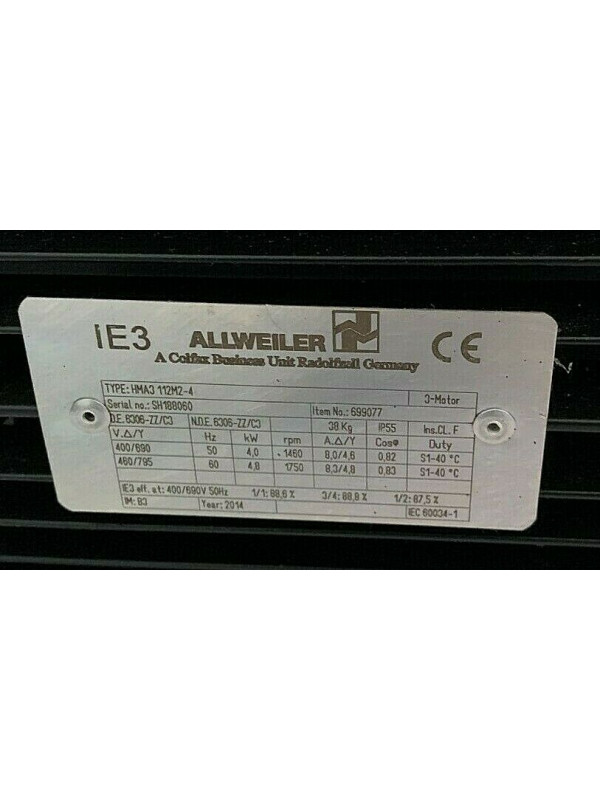 IE3 ALLWEILER CE
A Colfax Business Unit Radolfzell Germany
TYPE: HMA3 112M2-4 3-Motor
Serial no.: SH188060 Item No.: 699077
D.E. 6306-ZZ/C3 N.D.E. 6306-ZZ/C3 38 Kg IP55 Ins.CL. F
V.△/Y Hz kW rpm A.△/Y Cosφ Duty
400/690 50 4,0 1460 8,0/4,6 0,82 S1-40 °C
460/795 60 4,8 1750 8,3/4,8 0,83 S1-40 °C
IE3 eff. at: 400/690V 50Hz 1/1: 88,6 % 3/4: 88,8 % 1/2: 87,5 %
IM: B3 Year: 2014 IEC 60034-1